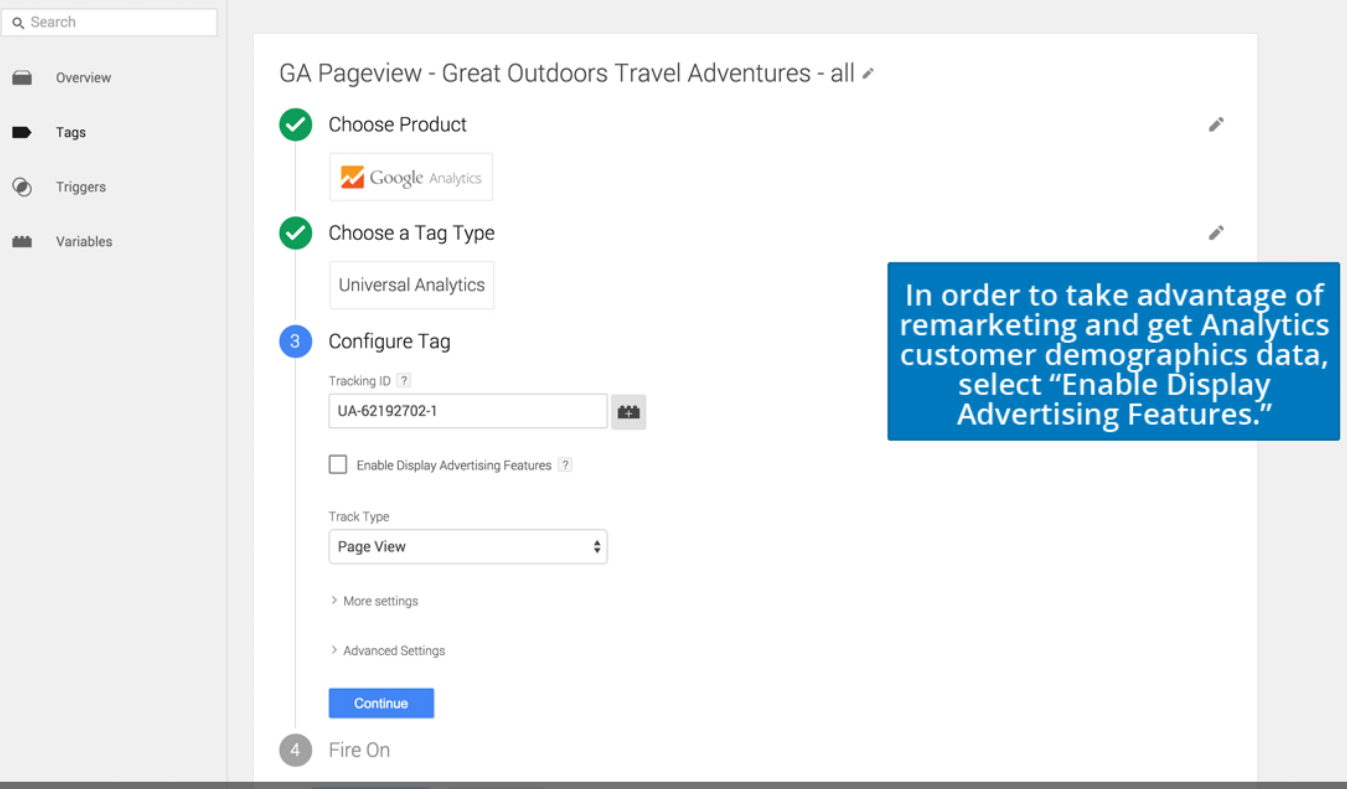 Search
Overview
Tags
Triggers
Variables
GA Pageview - Great Outdoors Travel Adventures - all
Choose Product
Google Analytics
Choose a Tag Type
Universal Analytics
3 Configure Tag
Tracking ID ?
UA-62192702-1
Enable Display Advertising Features ?
Track Type
Page View
More settings
Advanced Settings
Continue
4 Fire On
In order to take advantage of
remarketing and get Analytics
customer demographics data,
select “Enable Display
Advertising Features.”